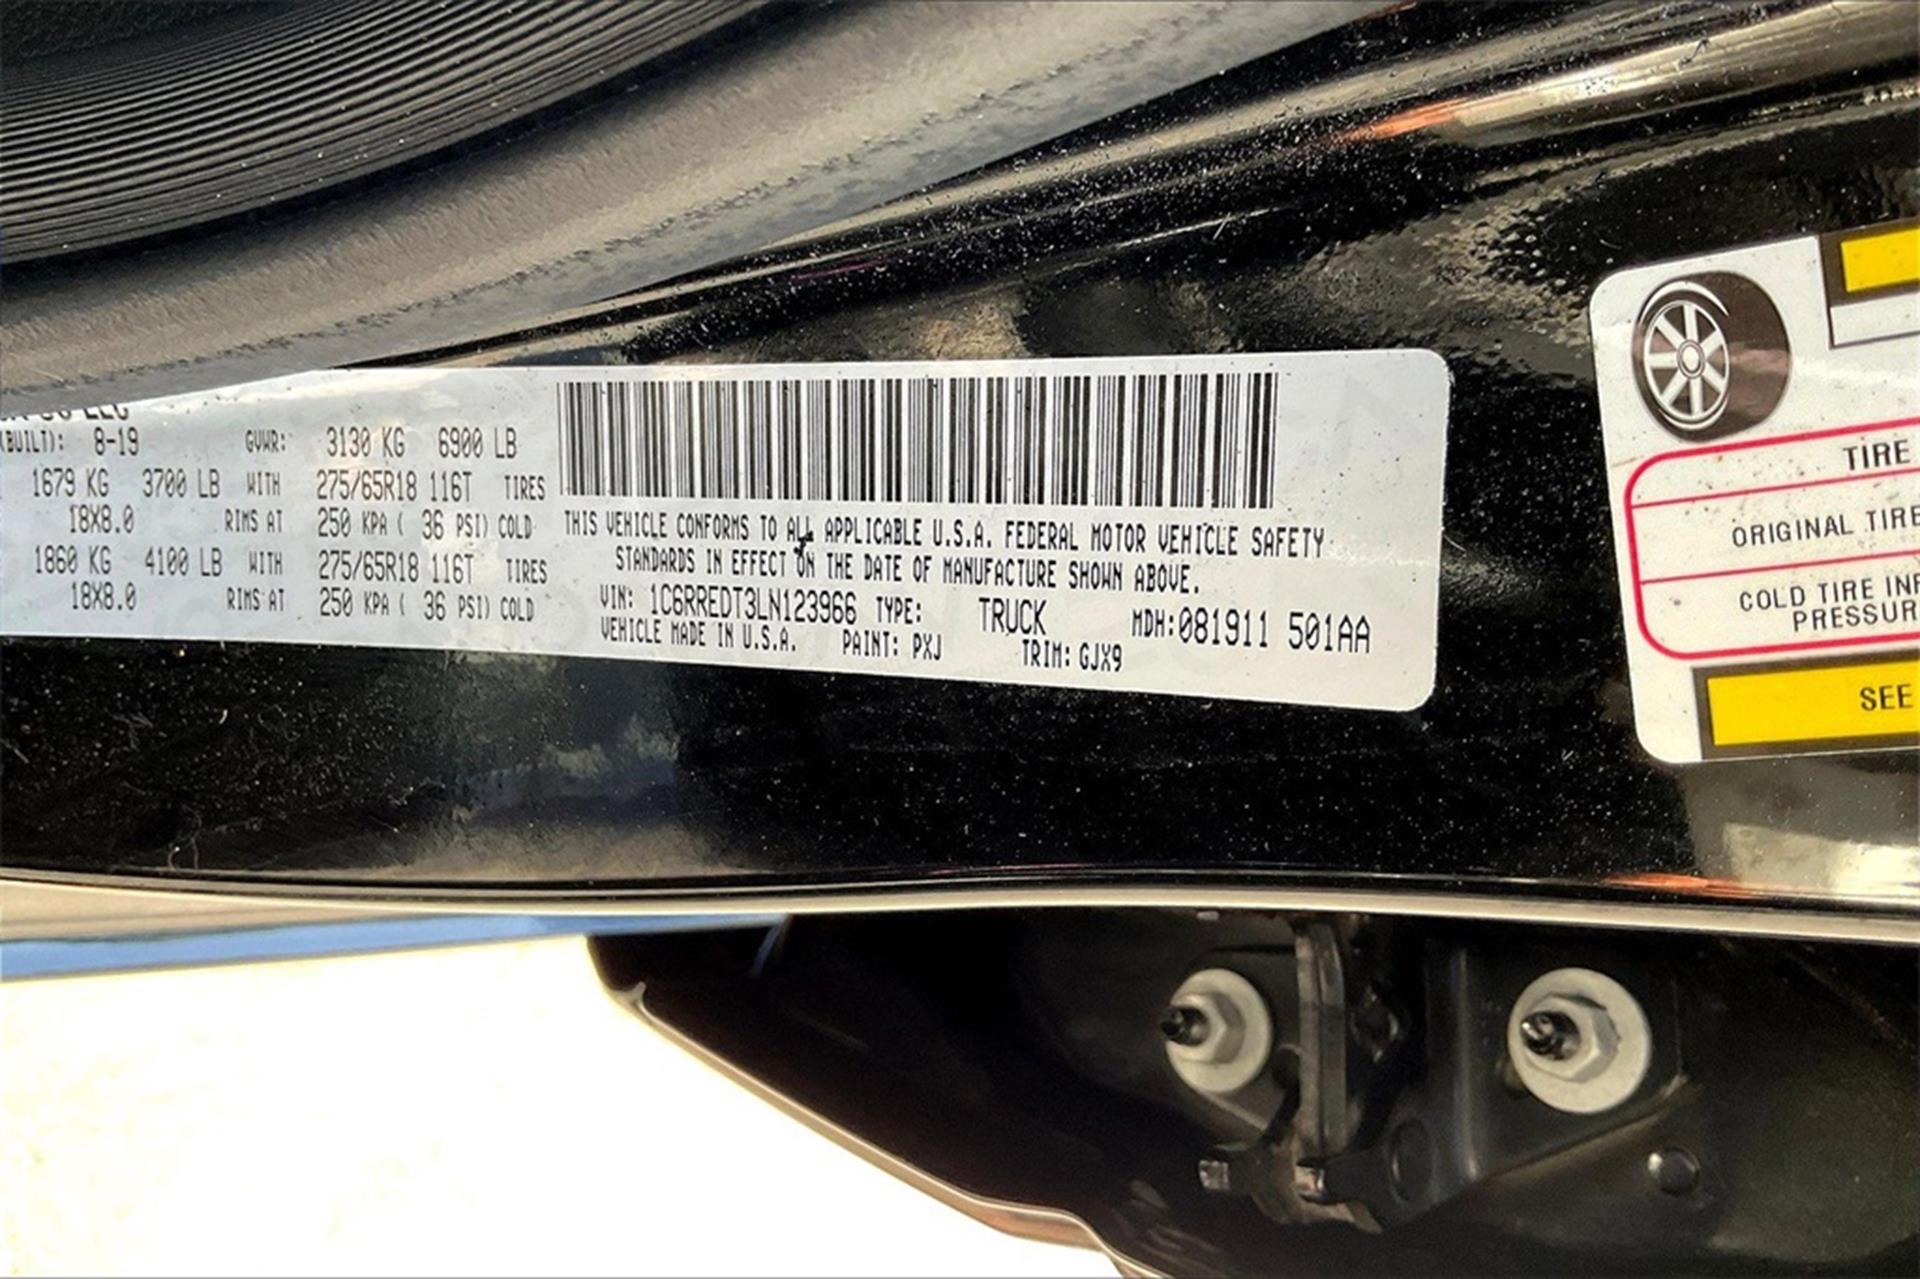 (BUILT): 8-19 GVWR: 3130 KG 6900 LB
1679 KG 3700 LB WITH 275/65R18 116T TIRES
18X8.0 RIMS AT 250 KPA ( 36 PSI) COLD
1860 KG 4100 LB WITH 275/65R18 116T TIRES
18X8.0 RIMS AT 250 KPA ( 36 PSI) COLD
THIS VEHICLE CONFORMS TO ALL APPLICABLE U.S.A. FEDERAL MOTOR VEHICLE SAFETY
STANDARDS IN EFFECT ON THE DATE OF MANUFACTURE SHOWN ABOVE.
VIN: 1C6RREDT3LN123966 TYPE: TRUCK MDH:081911 501AA
VEHICLE MADE IN U.S.A. PAINT: PXJ TRIM: GJX9
TIRE
ORIGINAL TIRE
COLD TIRE INF
PRESSUR
SEE